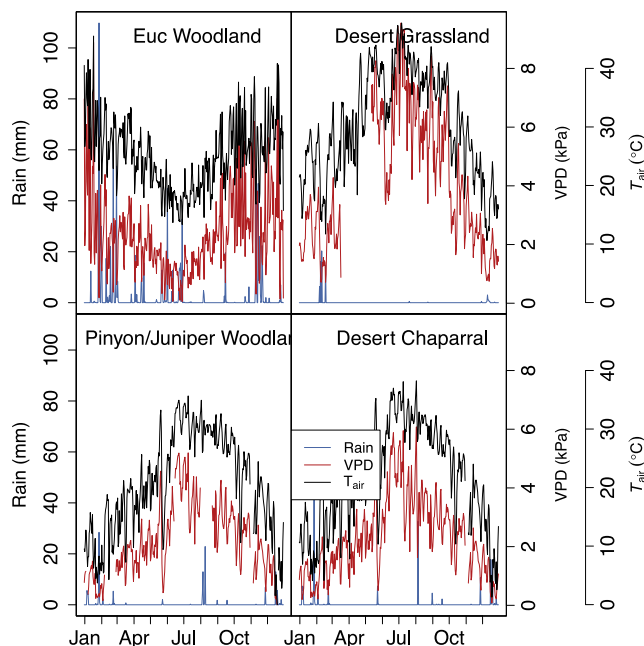 Euc Woodland
Desert Grassland
100
80
60
40
20
0
Rain (mm)
8
6
4
2
0
VPD (kPa)
40
30
20
10
0
Tair (°C)
Pinyon/Juniper Woodlan
Desert Chaparral
100
80
60
40
20
0
Rain (mm)
Rain
VPD
Tair
8
6
4
2
0
VPD (kPa)
40
30
20
10
0
Tair (°C)
Jan Apr Jul Oct Jan Apr Jul Oct